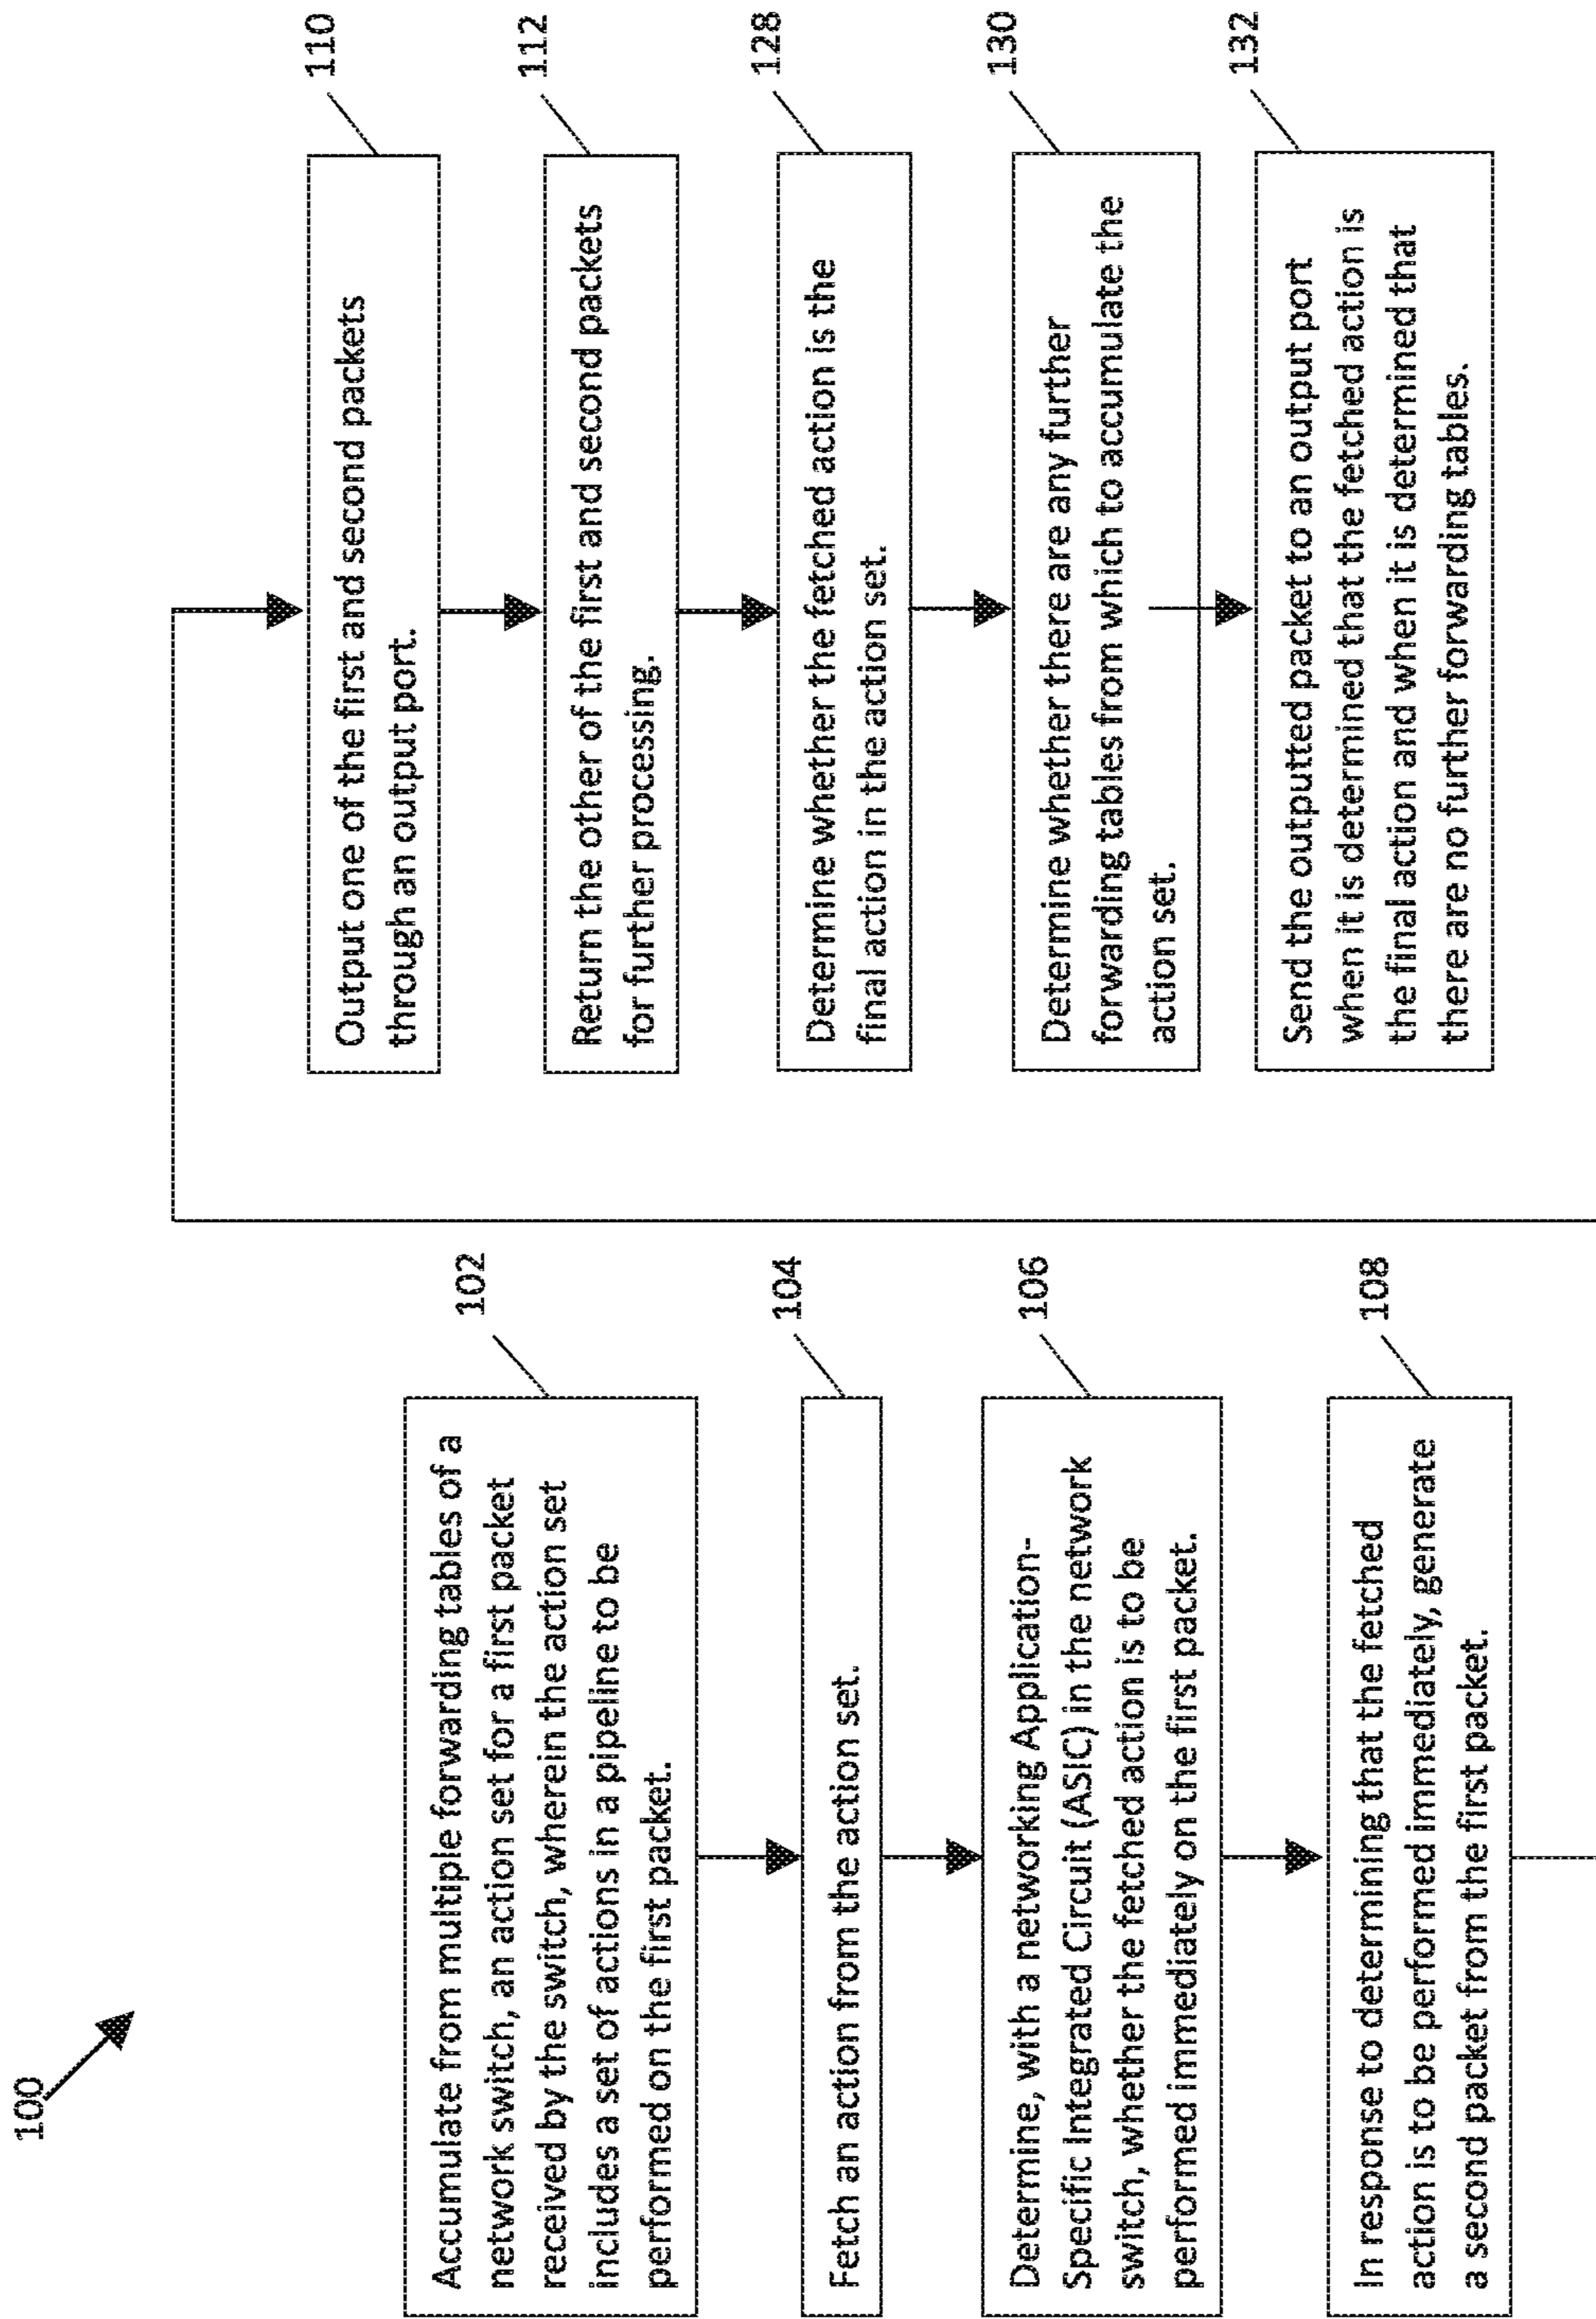 100
102
Accumulate from multiple forwarding tables of a
network switch, an action set for a first packet
received by the switch, wherein the action set
includes a set of actions in a pipeline to be
performed on the first packet.
104
Fetch an action from the action set.
106
Determine, with a networking Application-
Specific Integrated Circuit (ASIC) in the network
switch, whether the fetched action is to be
performed immediately on the first packet.
108
In response to determining that the fetched
action is to be performed immediately, generate
a second packet from the first packet.
110
Output one of the first and second packets
through an output port.
112
Return the other of the first and second packets
for further processing.
128
Determine whether the fetched action is the
final action in the action set.
130
Determine whether there are any further
forwarding tables from which to accumulate the
action set.
132
Send the outputted packet to an output port
when it is determined that the fetched action is
the final action and when it is determined that
there are no further forwarding tables.